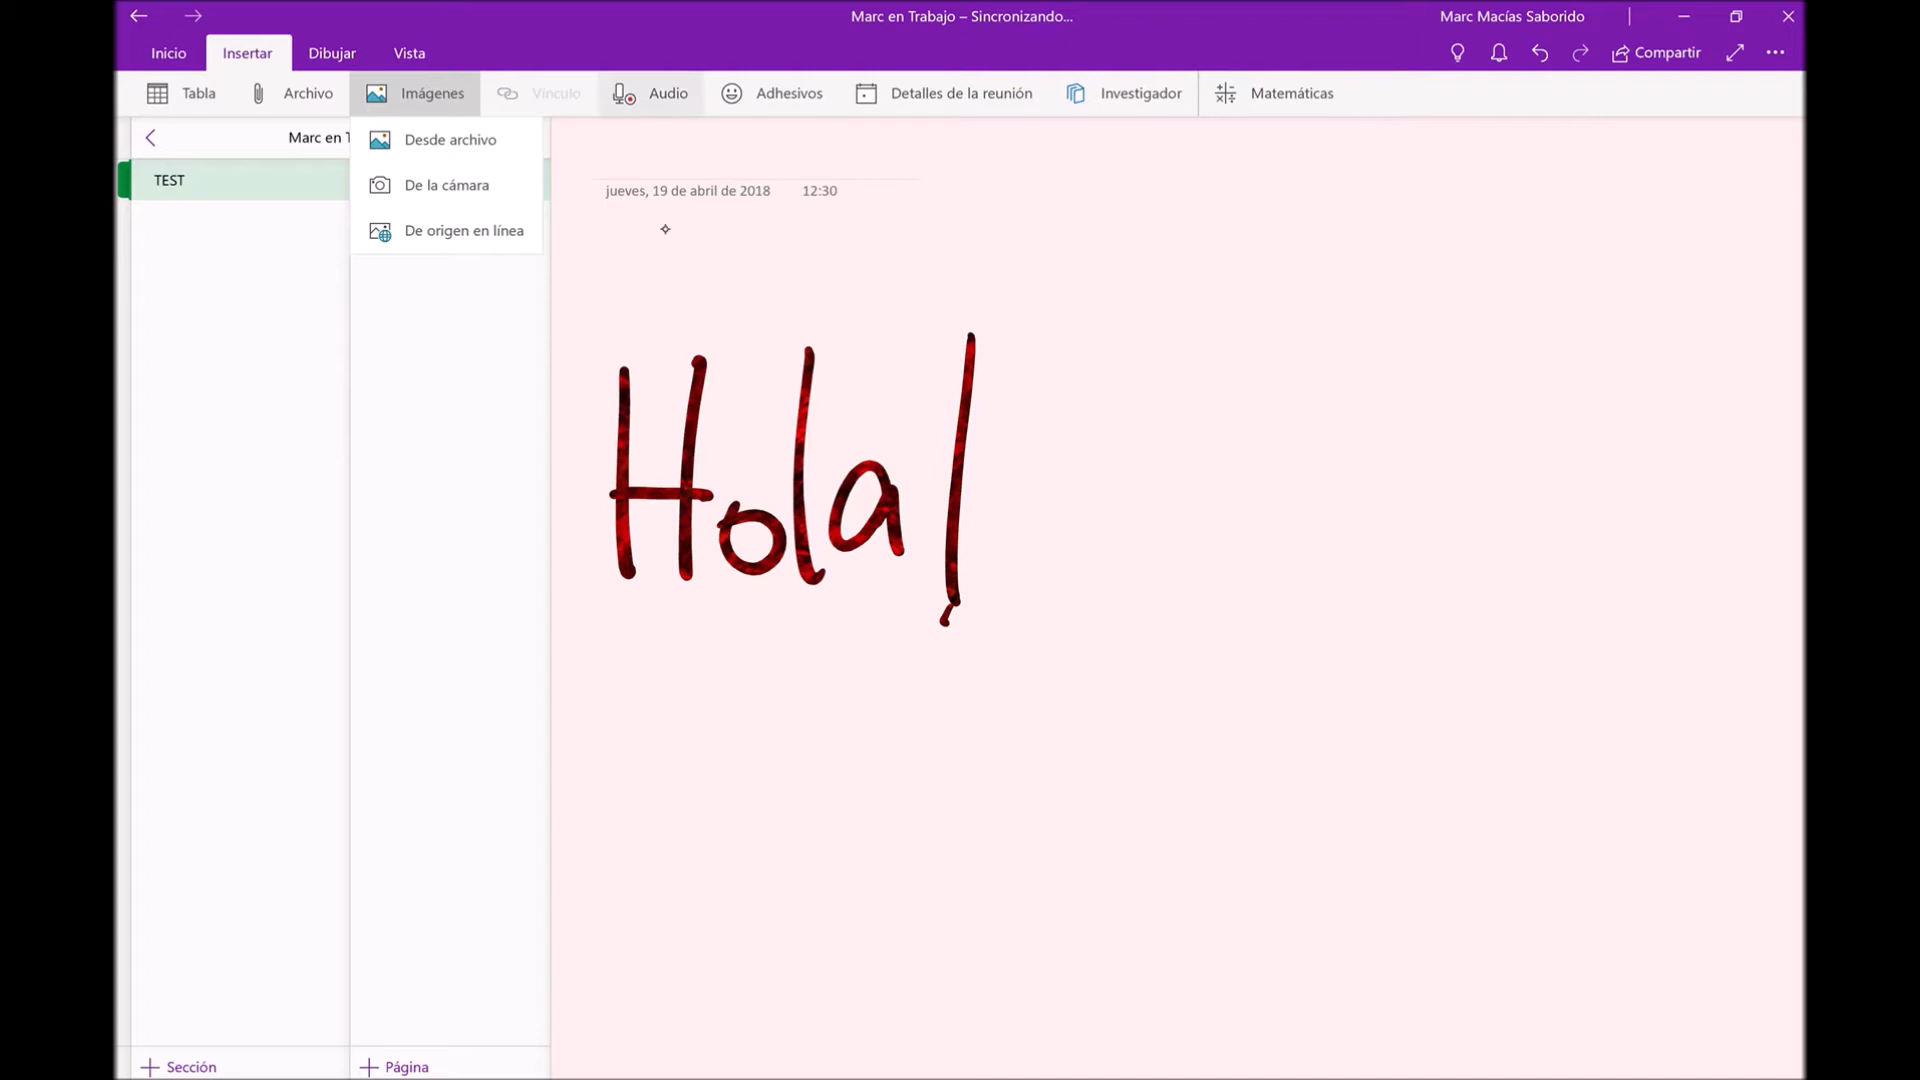 Marc en Trabajo – Sincronizando...
Marc Macías Saborido
Inicio
Insertar
Dibujar
Vista
Compartir
Tabla
Archivo
Imágenes
Vínculo
Audio
Adhesivos
Detalles de la reunión
Investigador
Matemáticas
Marc en T
Desde archivo
De la cámara
De origen en línea
TEST
jueves, 19 de abril de 2018 12:30
Hola!
Sección
Página